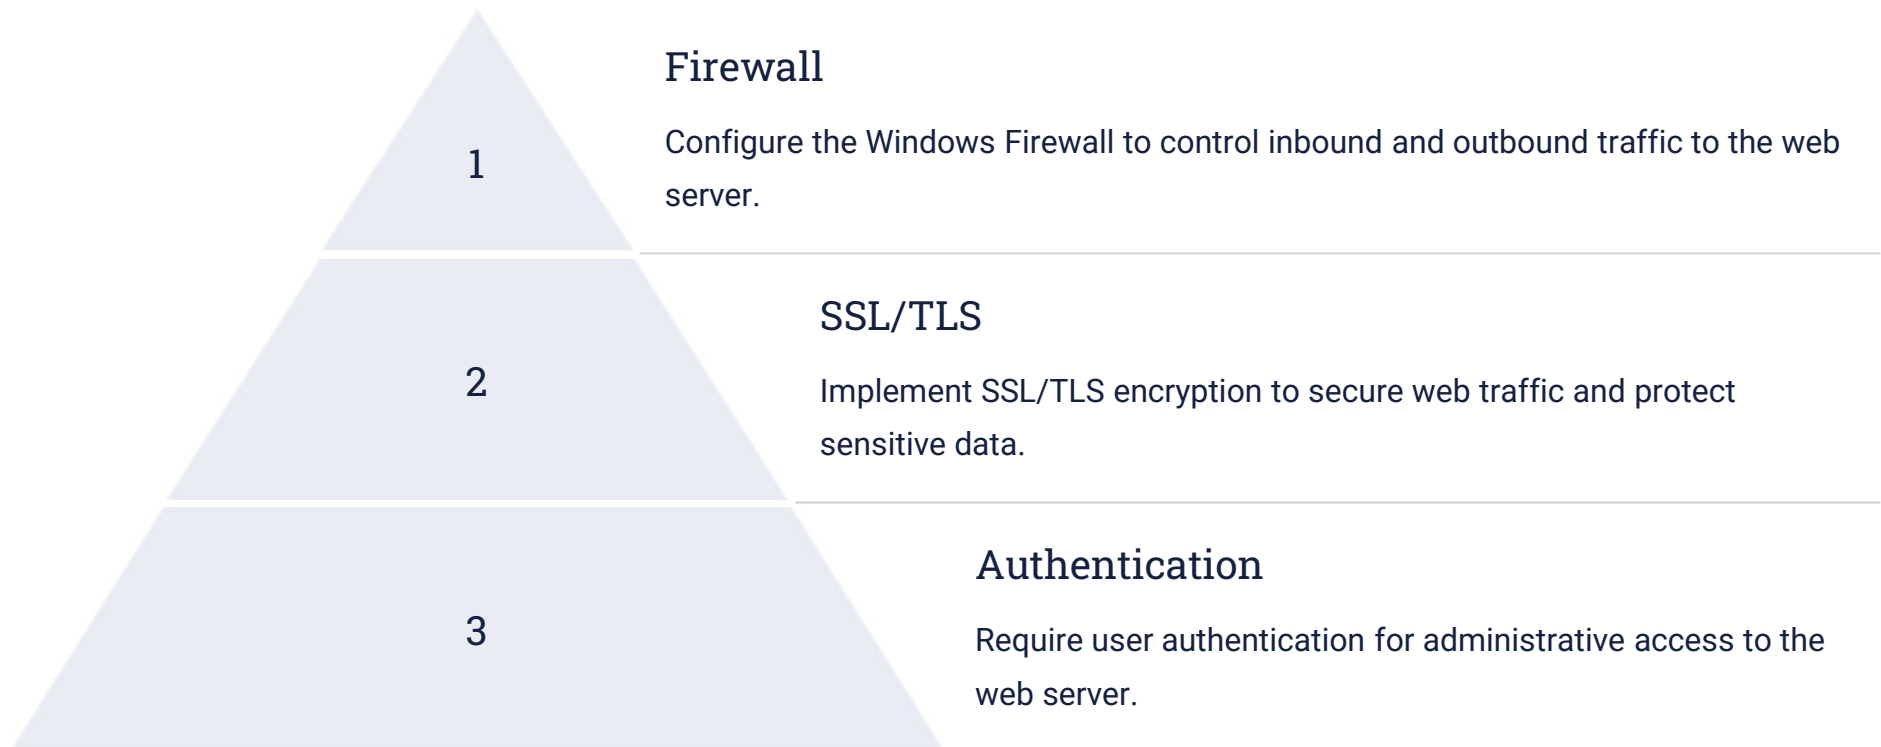 Firewall
1
Configure the Windows Firewall to control inbound and outbound traffic to the web
server.
SSL/TLS
2
Implement SSL/TLS encryption to secure web traffic and protect
sensitive data.
Authentication
3
Require user authentication for administrative access to the
web server.